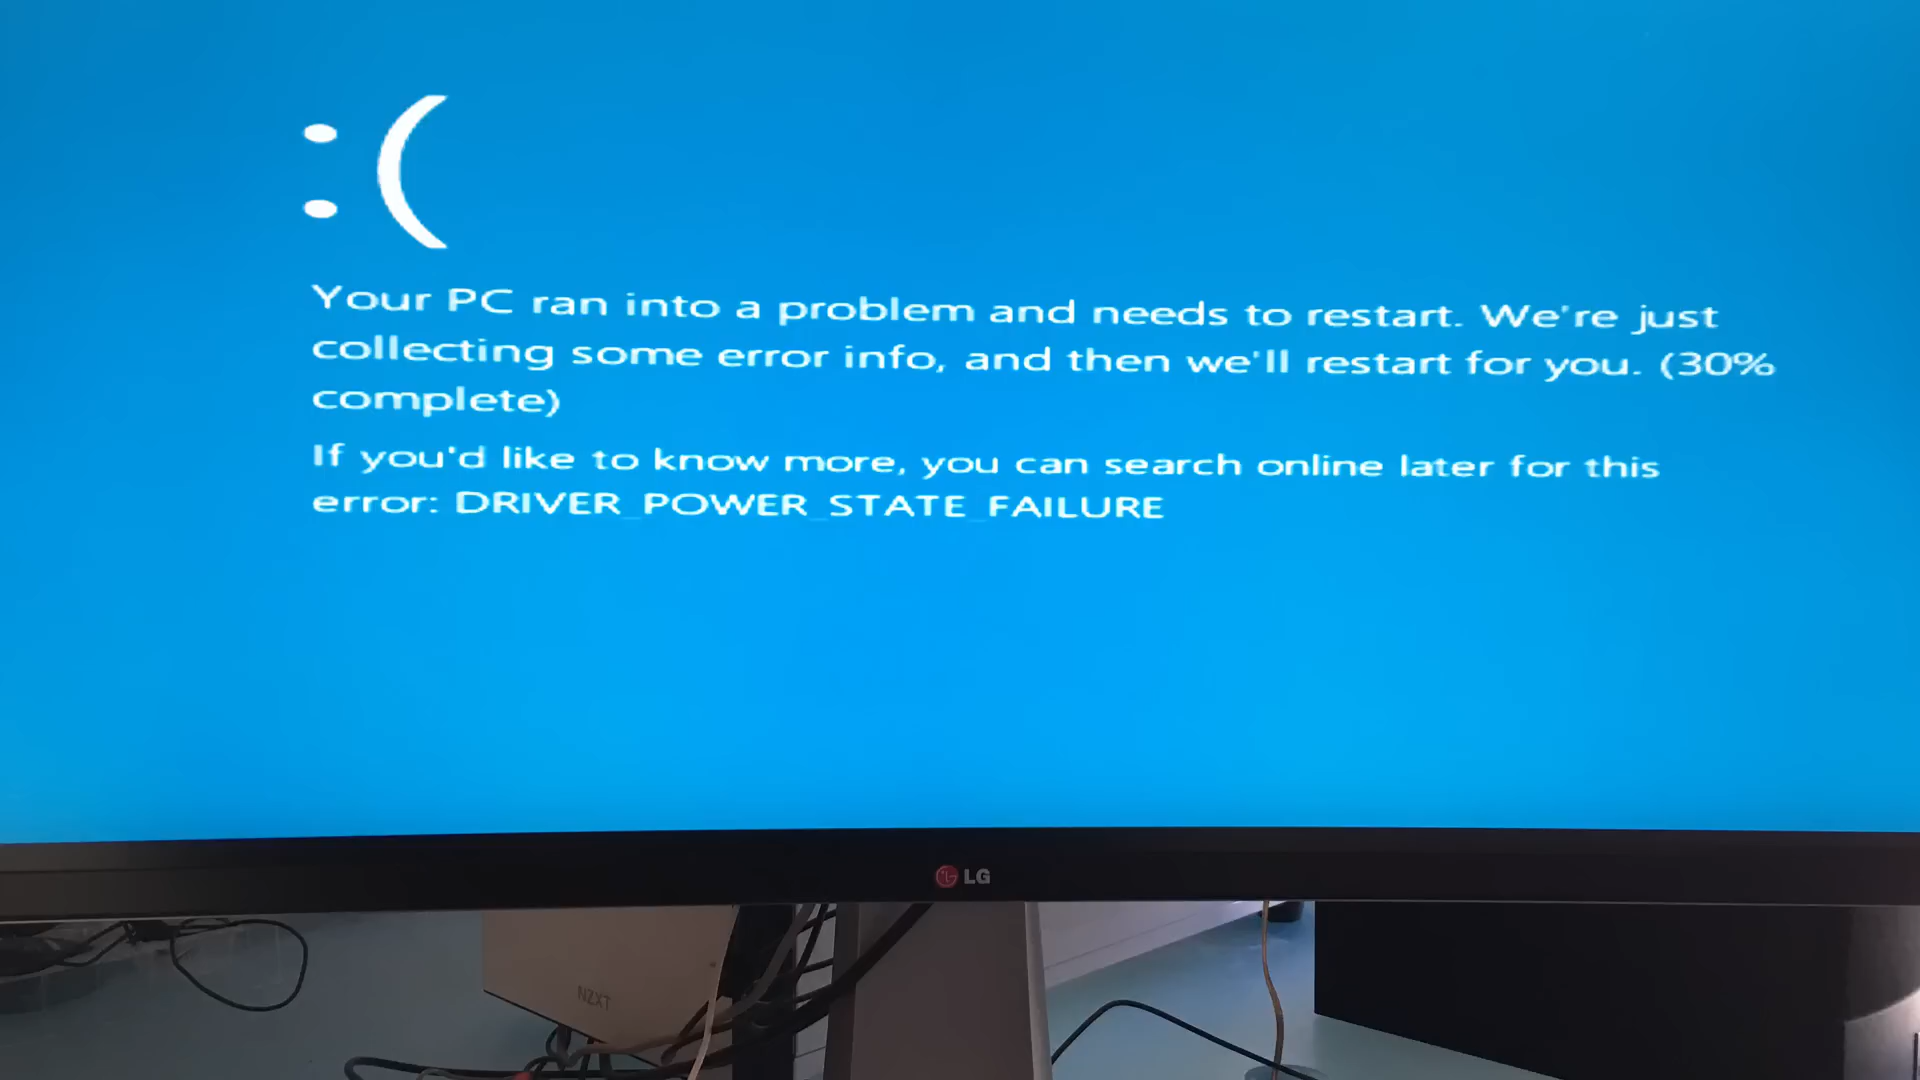 :(
Your PC ran into a problem and needs to restart. We're just
collecting some error info, and then we'll restart for you. (30%
complete)
If you'd like to know more, you can search online later for this
error: DRIVER_POWER_STATE_FAILURE
LG
NZXT